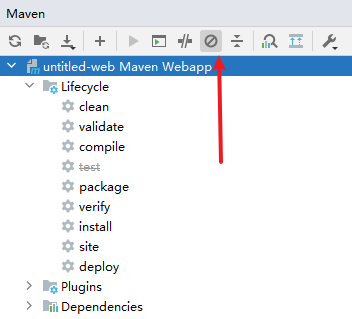 Maven
untitled-web Maven Webapp
Lifecycle
clean
validate
compile
test
package
verify
install
site
deploy
Plugins
Dependencies